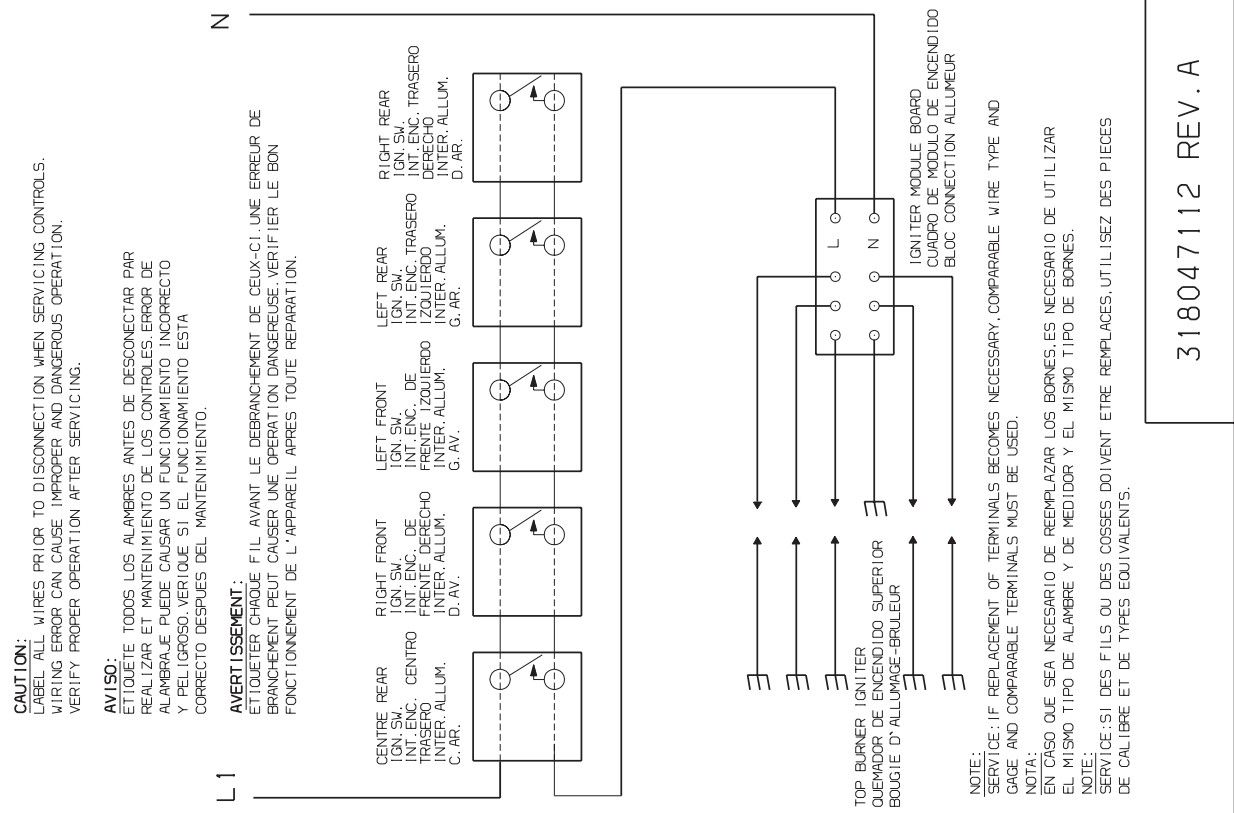 CAUTION:
LABEL ALL WIRES PRIOR TO DISCONNECTION WHEN SERVICING CONTROLS.
WIRING ERROR CAN CAUSE IMPROPER AND DANGEROUS OPERATION.
VERIFY PROPER OPERATION AFTER SERVICING.
AVISO:
ETIQUETE TODOS LOS ALAMBRES ANTES DE DESCONECTAR PAR
REALIZAR ET MANTENIMIENTO DE LOS CONTROLES.ERROR DE
ALAMBRAJE PUEDE CAUSAR UN FUNCIONAMIENTO INCORRECTO
Y PELIGROSO.VERIQUE SI EL FUNCIONAMIENTO ESTA
CORRECTO DESPUES DEL MANTENIMIENTO.
AVERTISSEMENT:
ETIQUETER CHAQUE FIL AVANT LE DEBRANCHEMENT DE CEUX-CI.UNE ERREUR DE
BRANCHEMENT PEUT CAUSER UNE OPERATION DANGEREUSE.VERIFIER LE BON
FONCTIONNEMENT DE L'APPAREIL APRES TOUTE REPARATION.
L1
N
CENTRE REAR
IGN. SW.
INT. ENC. CENTRO
TRASERO
INTER. ALLUM.
C. AR.
RIGHT FRONT
IGN. SW.
INT. ENC. DE
FRENTE DERECHO
INTER. ALLUM.
D. AV.
LEFT FRONT
IGN. SW.
INT. ENC. DE
FRENTE IZQUIERDO
INTER. ALLUM.
G. AV.
LEFT REAR
IGN. SW.
INT. ENC. TRASERO
IZQUIERDO
INTER. ALLUM.
G. AR.
RIGHT REAR
IGN. SW.
INT. ENC. TRASERO
DERECHO
INTER. ALLUM.
D. AR.
L
N
IGNITER MODULE BOARD
CUADRO DE MODULO DE ENCENDIDO
BLOC CONNECTION ALLUMEUR
TOP BURNER IGNITER
QUEMADOR DE ENCENDIDO SUPERIOR
BOUGIE D'ALLUMAGE-BRULEUR
NOTE:
SERVICE:IF REPLACEMENT OF TERMINALS BECOMES NECESSARY,COMPARABLE WIRE TYPE AND
GAGE AND COMPARABLE TERMINALS MUST BE USED.
NOTA:
EN CASO QUE SEA NECESARIO DE REEMPLAZAR LOS BORNES,ES NECESARIO DE UTILIZAR
EL MISMO TIPO DE ALAMBRE Y DE MEDIDOR Y EL MISMO TIPO DE BORNES.
NOTE:
SERVICE:SI DES FILS OU DES COSSES DOIVENT ETRE REMPLACES,UTILISEZ DES PIECES
DE CALIBRE ET DE TYPES EQUIVALENTS.
318047112 REV. A